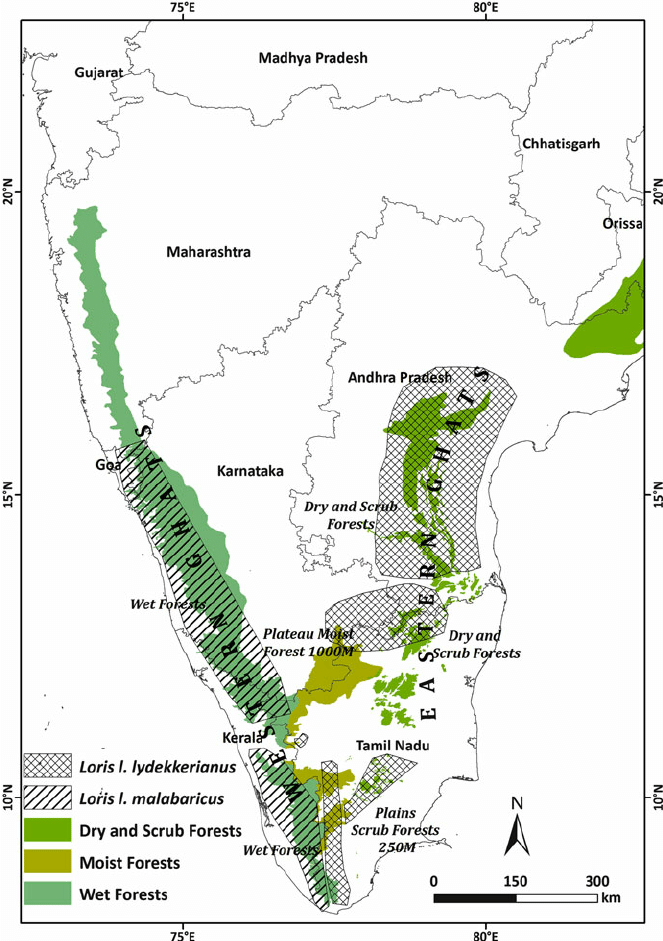 75°E
80°E
Gujarat
Madhya Pradesh
Chhatisgarh
20°N
20°N
Orissa
Maharashtra
Andhra Pradesh
Goa
Karnataka
15°N
15°N
Dry and Scrub
Forests
WESTERN GHATS
EASTERN GHATS
Wet Forests
Plateau Moist
Forest 1000M
Dry and
Scrub Forests
Kerala
Tamil Nadu
Loris l. lydekkerianus
Loris l. malabaricus
Dry and Scrub Forests
Moist Forests
Wet Forests
10°N
10°N
Plains
Scrub Forests
250M
Wet Forests
N
0 150 300
km
75°E
80°E